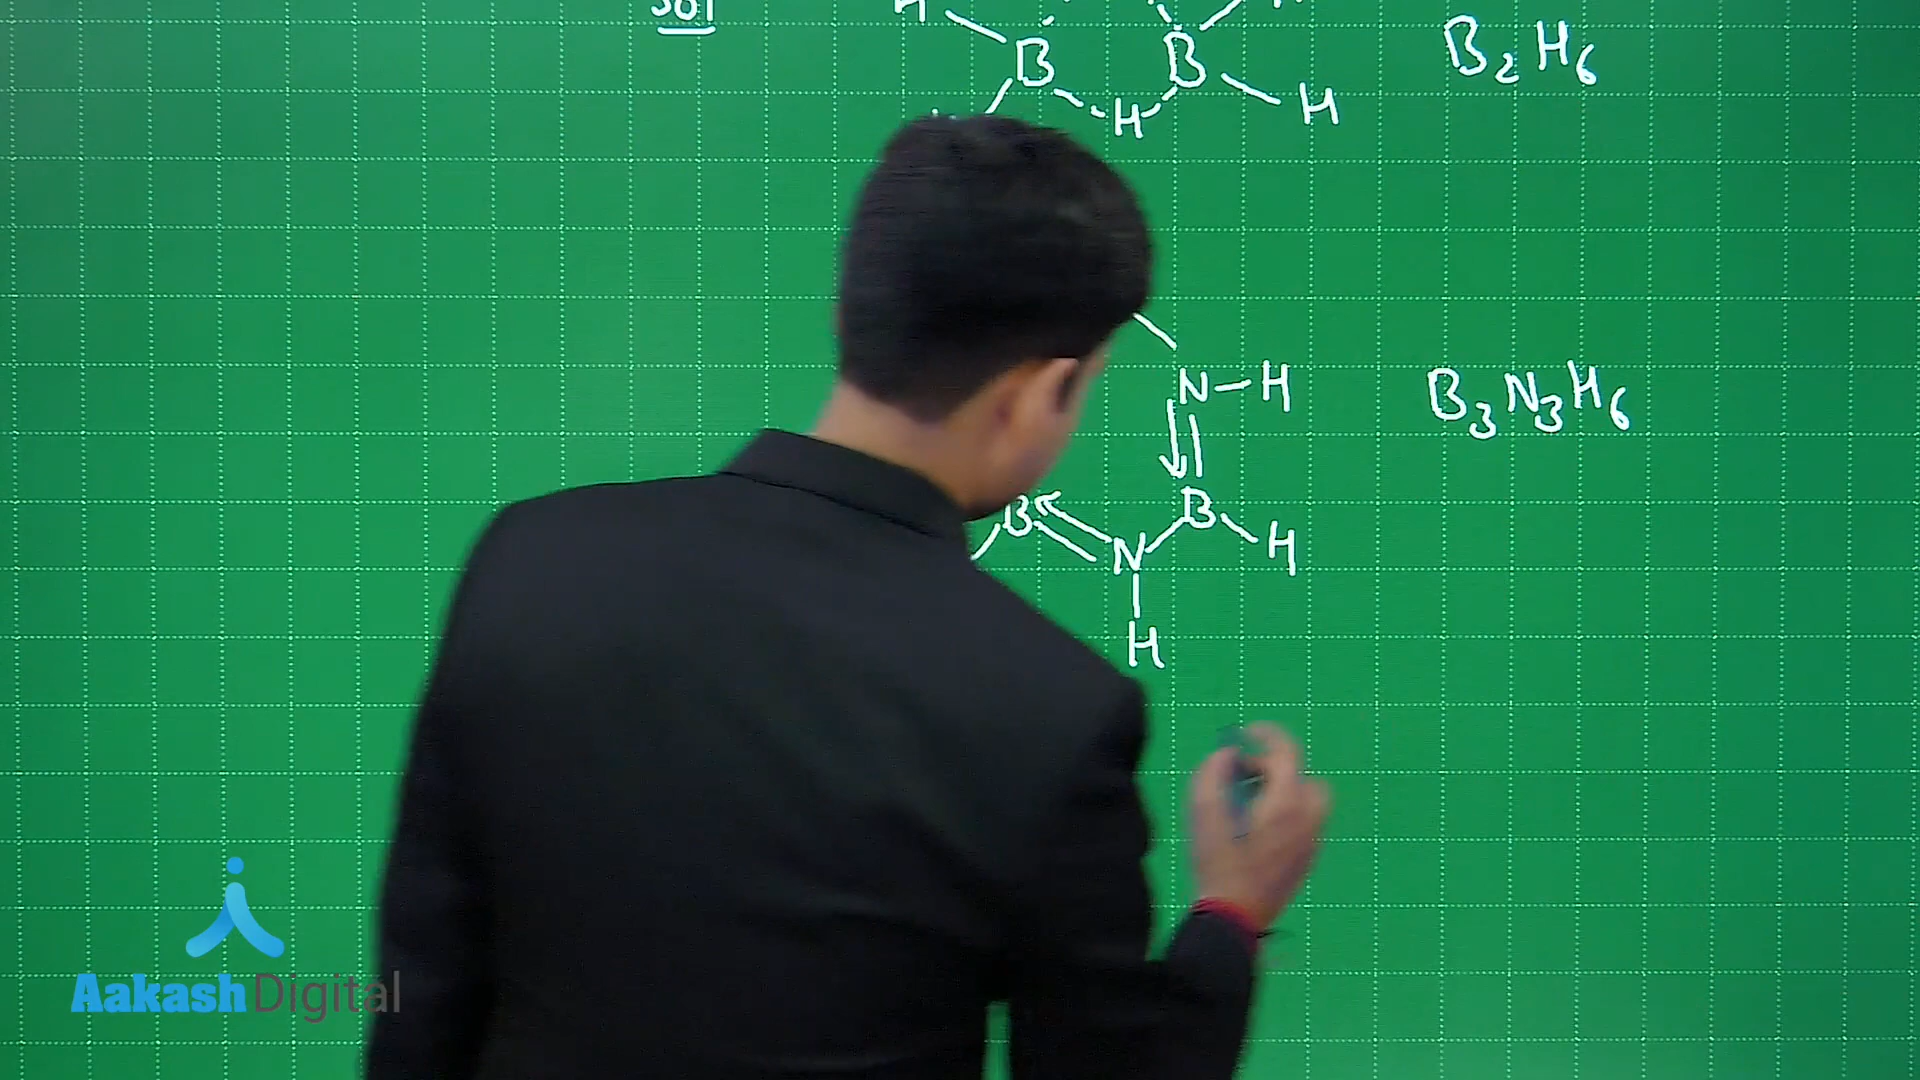 Sol
H H
B B B₂H₆
H H
N-H B₃N₃H₆
B B
N H
H
Aakash Digital